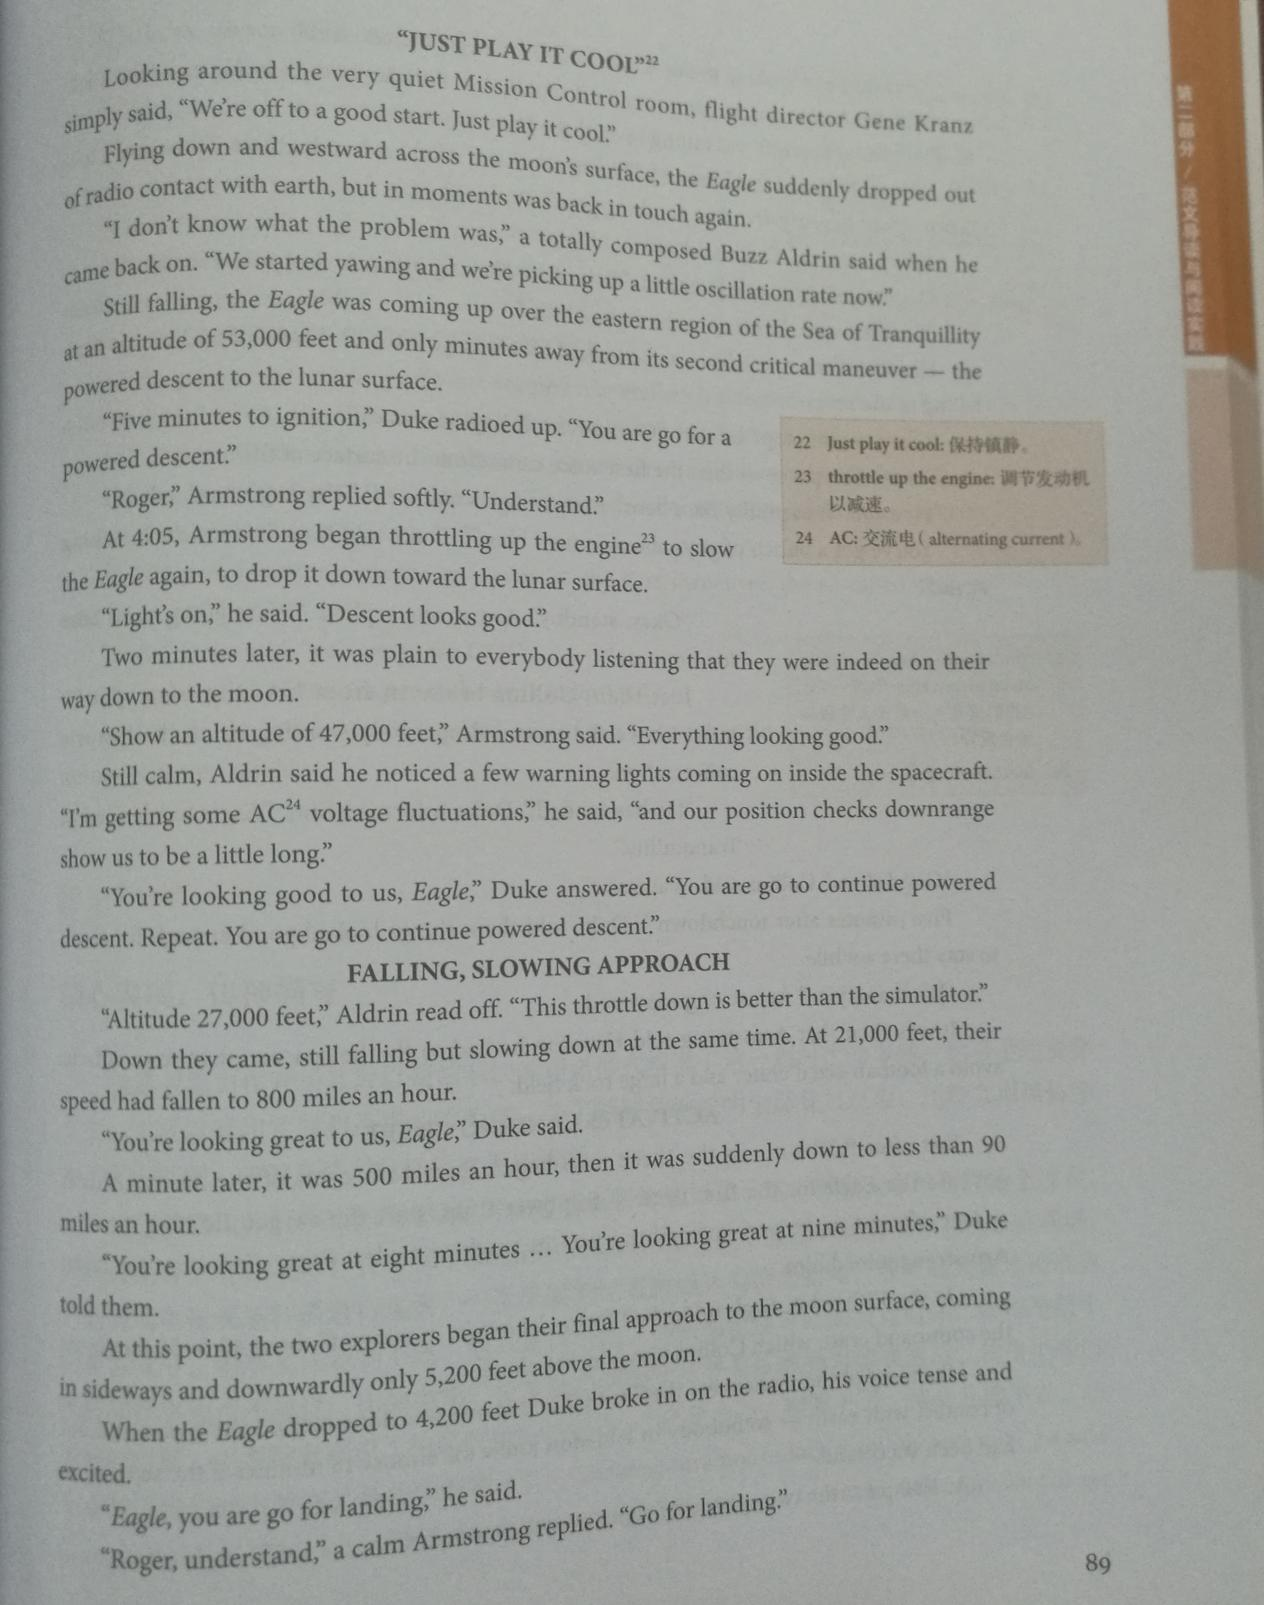 “JUST PLAY IT COOL”22
Looking around the very quiet Mission Control room, flight director Gene Kranz
simply said, “We’re off to a good start. Just play it cool.”
Flying down and westward across the moon’s surface, the Eagle suddenly dropped out
of radio contact with earth, but in moments was back in touch again.
“I don’t know what the problem was,” a totally composed Buzz Aldrin said when he
came back on. “We started yawing and we’re picking up a little oscillation rate now.”
Still falling, the Eagle was coming up over the eastern region of the Sea of Tranquillity
at an altitude of 53,000 feet and only minutes away from its second critical maneuver — the
powered descent to the lunar surface.
“Five minutes to ignition,” Duke radioed up. “You are go for a
powered descent.”
“Roger,” Armstrong replied softly. “Understand.”
At 4:05, Armstrong began throttling up the engine23 to slow
the Eagle again, to drop it down toward the lunar surface.
“Light’s on,” he said. “Descent looks good.”
Two minutes later, it was plain to everybody listening that they were indeed on their
way down to the moon.
“Show an altitude of 47,000 feet,” Armstrong said. “Everything looking good.”
Still calm, Aldrin said he noticed a few warning lights coming on inside the spacecraft.
“I’m getting some AC24 voltage fluctuations,” he said, “and our position checks downrange
show us to be a little long.”
“You’re looking good to us, Eagle,” Duke answered. “You are go to continue powered
descent. Repeat. You are go to continue powered descent.”
FALLING, SLOWING APPROACH
“Altitude 27,000 feet,” Aldrin read off. “This throttle down is better than the simulator.”
Down they came, still falling but slowing down at the same time. At 21,000 feet, their
speed had fallen to 800 miles an hour.
“You’re looking great to us, Eagle,” Duke said.
A minute later, it was 500 miles an hour, then it was suddenly down to less than 90
miles an hour.
“You’re looking great at eight minutes … You’re looking great at nine minutes,” Duke
told them.
At this point, the two explorers began their final approach to the moon surface, coming
in sideways and downwardly only 5,200 feet above the moon.
When the Eagle dropped to 4,200 feet Duke broke in on the radio, his voice tense and
excited.
“Eagle, you are go for landing,” he said.
“Roger, understand,” a calm Armstrong replied. “Go for landing.”
22 Just play it cool: 保持镇静。
23 throttle up the engine: 调节发动机
以减速。
24 AC: 交流电（alternating current）。
第二部分 / 范文导读与阅读实践
89